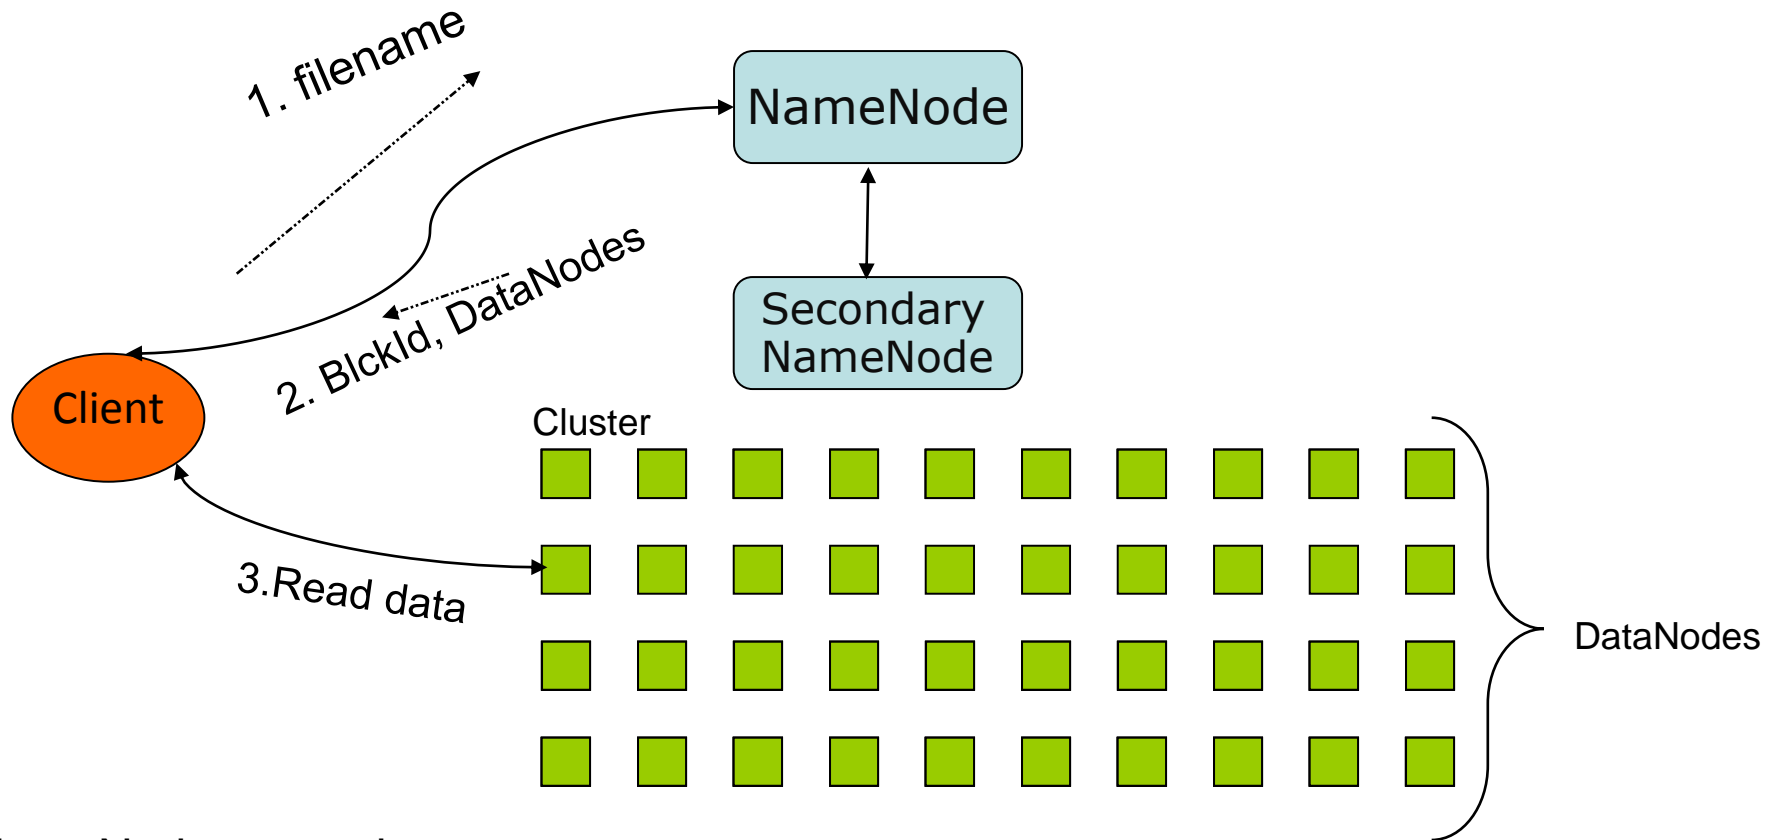 1. filename
NameNode
2. BlckId, DataNodes
Secondary
NameNode
Client
Cluster
3.Read data
DataNodes